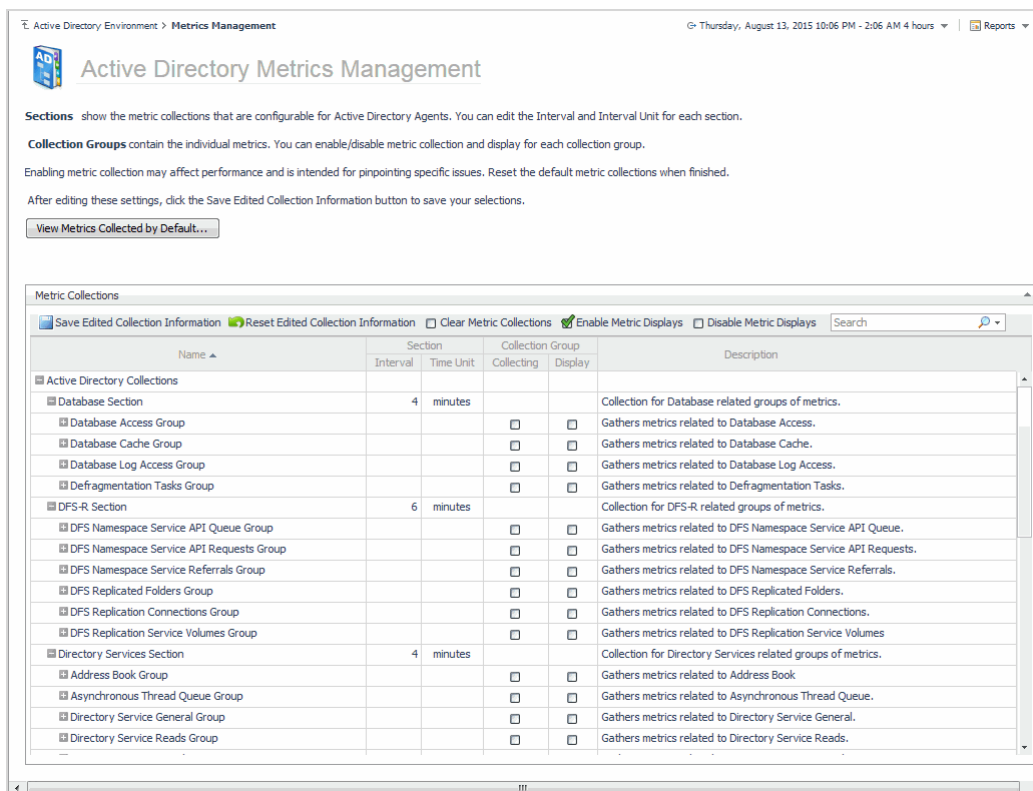 Active Directory Environment > Metrics Management
Thursday, August 13, 2015 10:06 PM - 2:06 AM 4 hours
Reports
AD
Active Directory Metrics Management
Sections show the metric collections that are configurable for Active Directory Agents. You can edit the Interval and Interval Unit for each section.
Collection Groups contain the individual metrics. You can enable/disable metric collection and display for each collection group.
Enabling metric collection may affect performance and is intended for pinpointing specific issues. Reset the default metric collections when finished.
After editing these settings, click the Save Edited Collection Information button to save your selections.
View Metrics Collected by Default...
Metric Collections
Save Edited Collection Information Reset Edited Collection Information Clear Metric Collections Enable Metric Displays Disable Metric Displays Search
Name Section Collection Group Description
Interval Time Unit Collecting Display
Active Directory Collections
Database Section 4 minutes Collection for Database related groups of metrics.
Database Access Group Gathers metrics related to Database Access.
Database Cache Group Gathers metrics related to Database Cache.
Database Log Access Group Gathers metrics related to Database Log Access.
Defragmentation Tasks Group Gathers metrics related to Defragmentation Tasks.
DFS-R Section 6 minutes Collection for DFS-R related groups of metrics.
DFS Namespace Service API Queue Group Gathers metrics related to DFS Namespace Service API Queue.
DFS Namespace Service API Requests Group Gathers metrics related to DFS Namespace Service API Requests.
DFS Namespace Service Referrals Group Gathers metrics related to DFS Namespace Service Referrals.
DFS Replicated Folders Group Gathers metrics related to DFS Replicated Folders.
DFS Replication Connections Group Gathers metrics related to DFS Replication Connections.
DFS Replication Service Volumes Group Gathers metrics related to DFS Replication Service Volumes
Directory Services Section 4 minutes Collection for Directory Services related groups of metrics.
Address Book Group Gathers metrics related to Address Book
Asynchronous Thread Queue Group Gathers metrics related to Asynchronous Thread Queue.
Directory Service General Group Gathers metrics related to Directory Service General.
Directory Service Reads Group Gathers metrics related to Directory Service Reads.